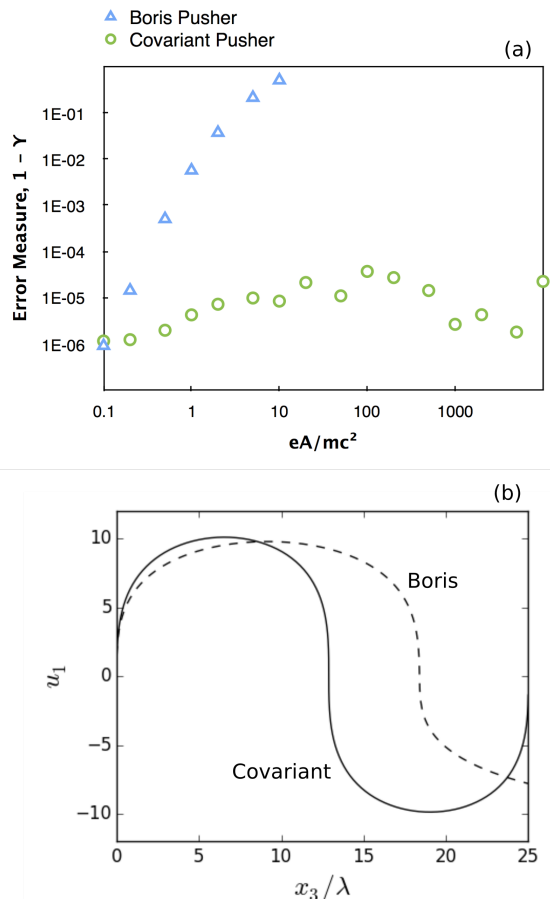 Boris Pusher
Covariant Pusher
(a)
Error Measure, 1 - γ
1E-01
1E-02
1E-03
1E-04
1E-05
1E-06
0.1 1 10 100 1000
eA/mc²
(b)
u₁
10
5
0
−5
−10
Boris
Covariant
0 5 10 15 20 25
x₃/λ